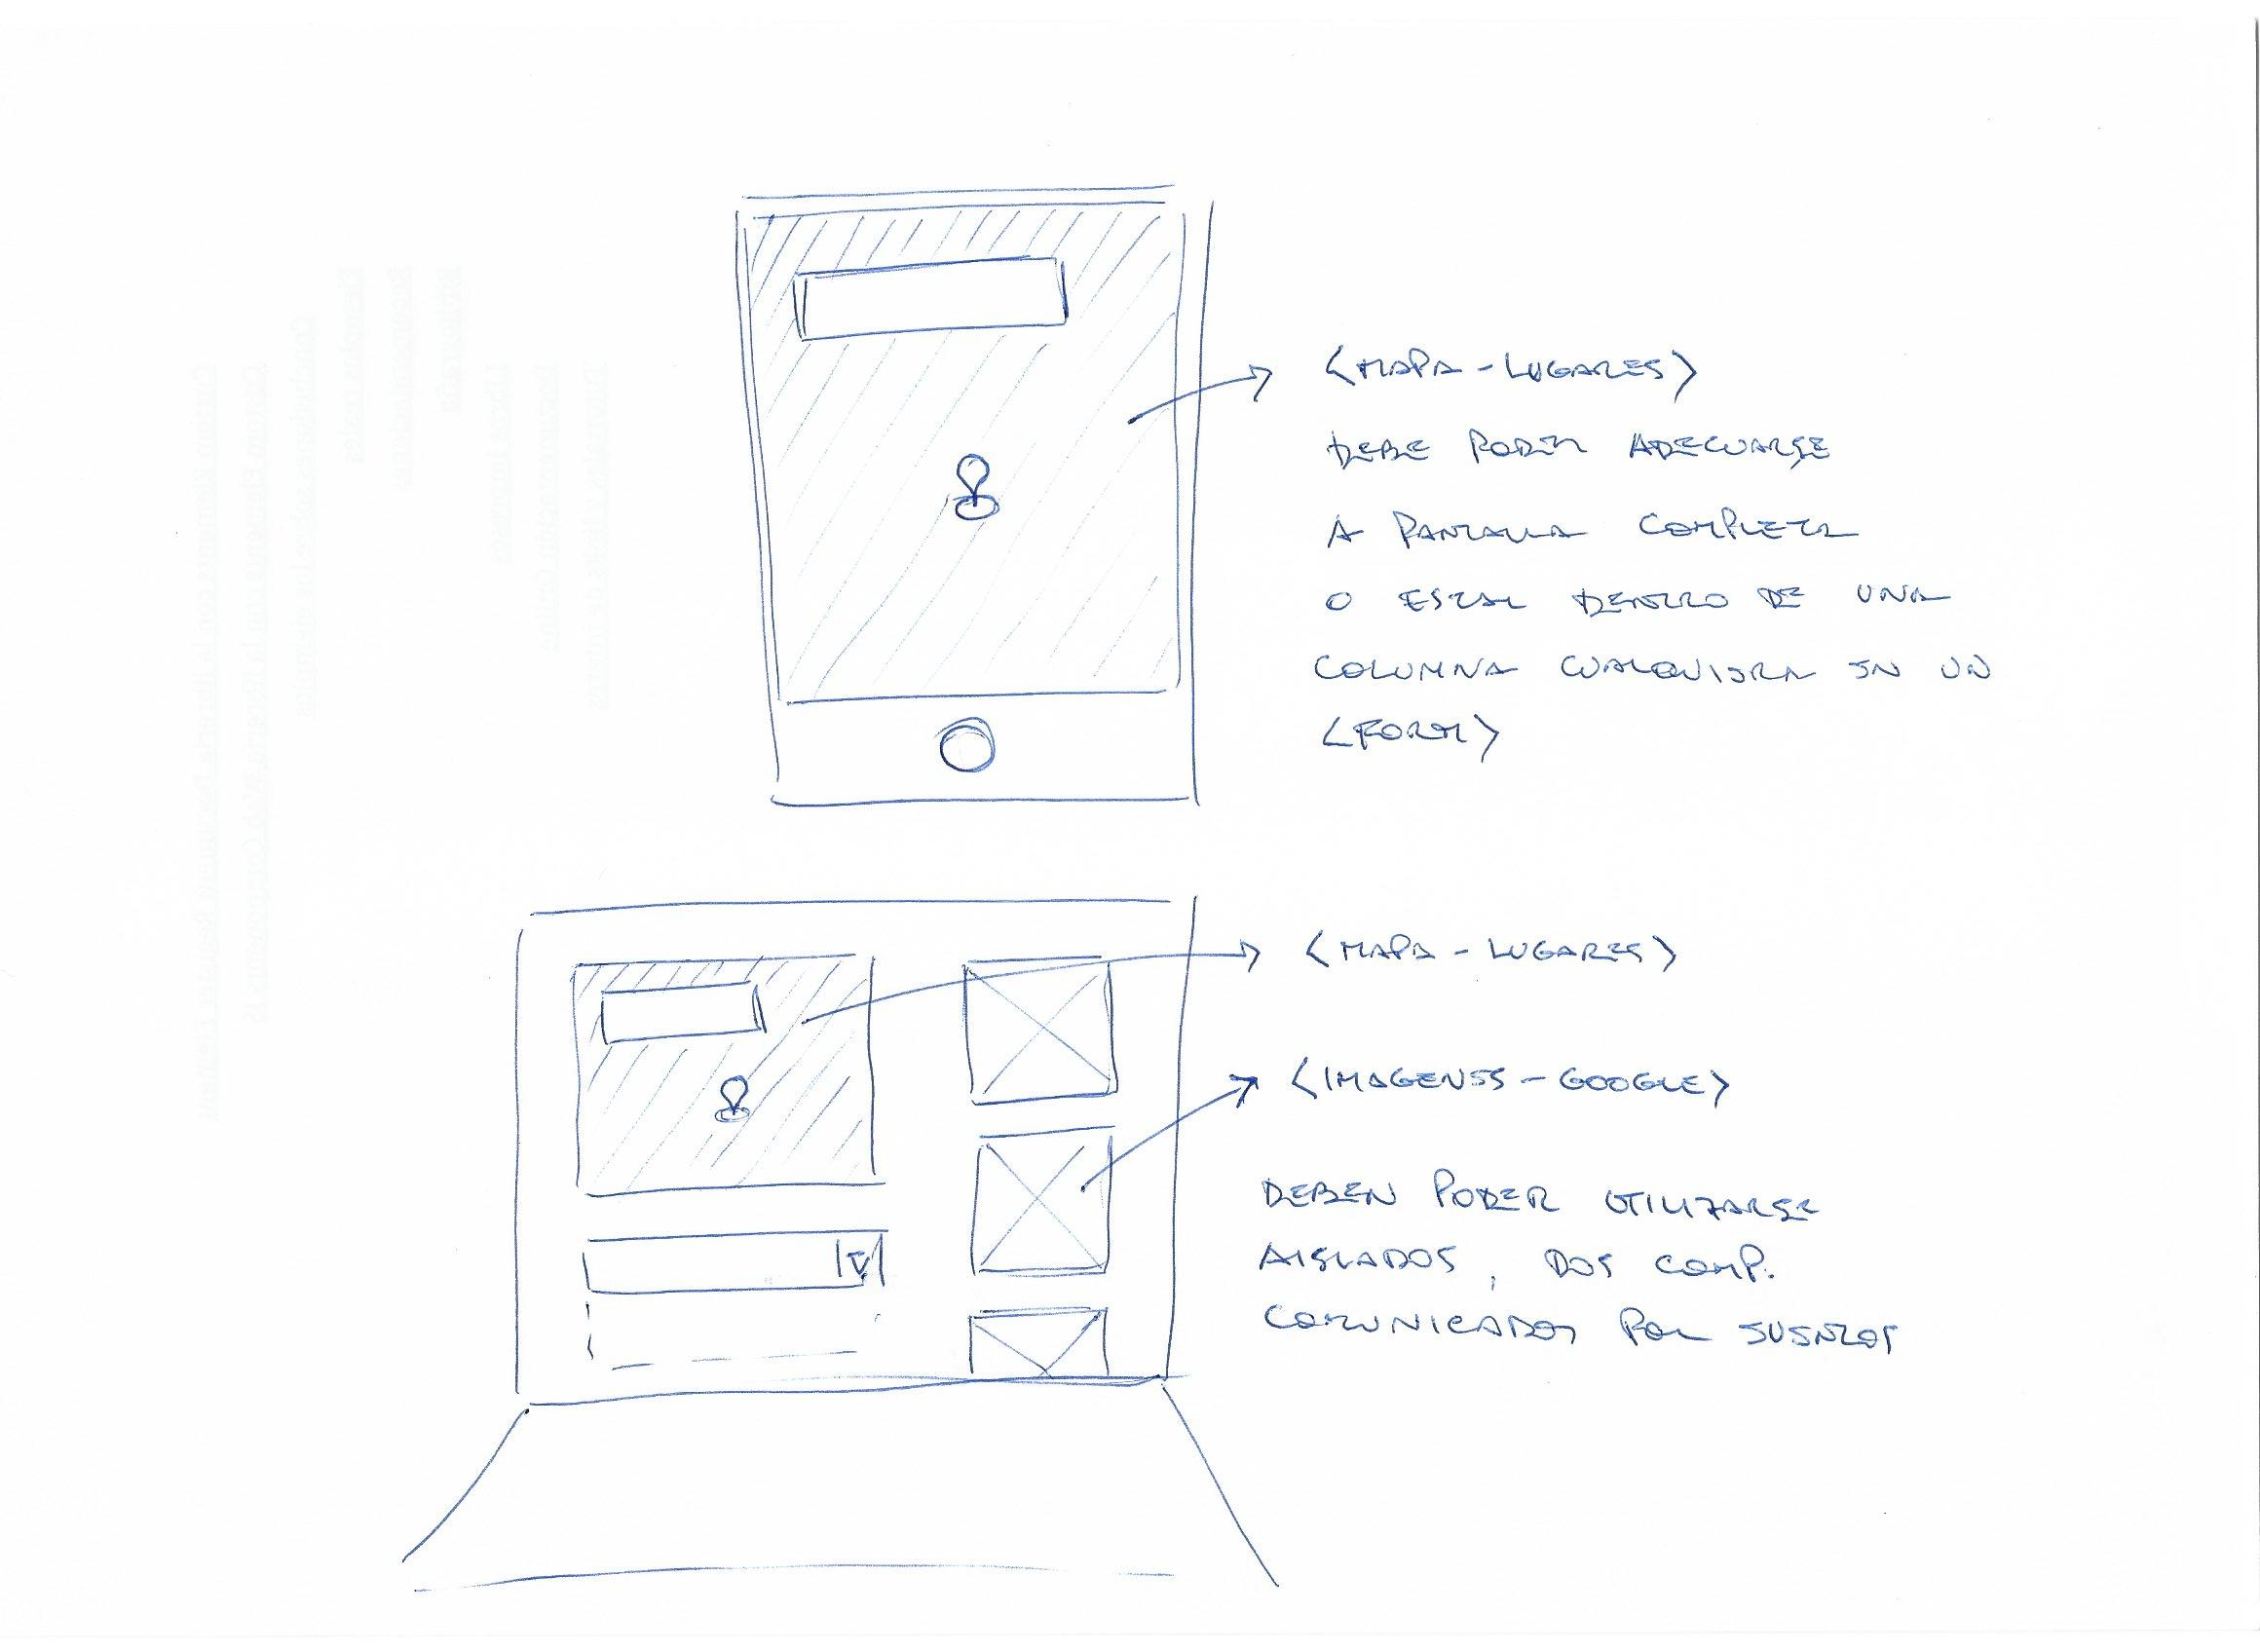 <MAPA - LUGARES>
DEBE PODER ADECUARSE
A PANTALLA COMPLETA
O ESTAR DENTRO DE UNA
COLUMNA CUALQUIERA EN UN
<FORM>
<MAPA - LUGARES>
<IMAGENES - GOOGLE>
DEBEN PODER UTILIZARSE
AISLADOS, DOS COMP.
COMUNICADOS POR EVENTOS